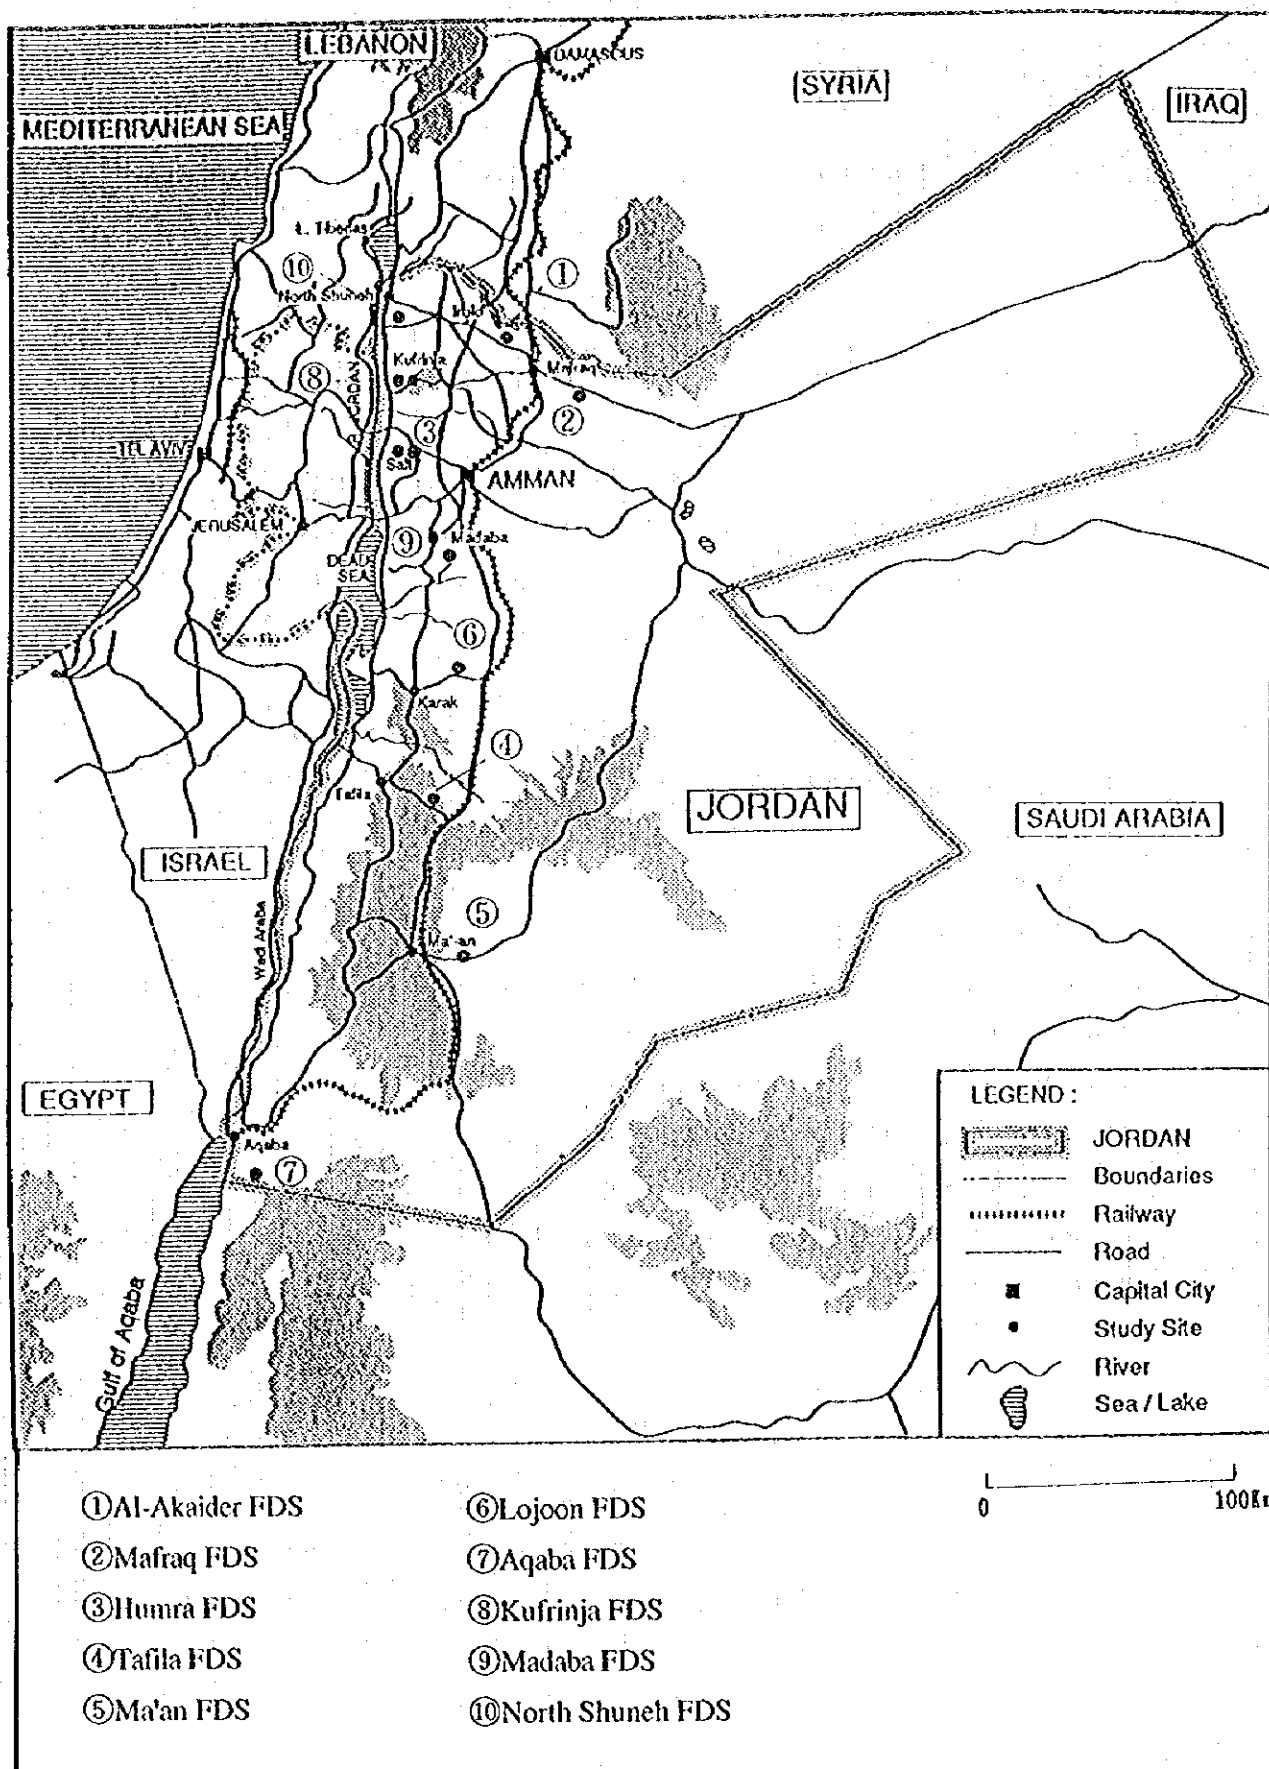 LEBANON
DAMASCUS
[SYRIA]
IRAQ
MEDITERRANEAN SEA
L. Tiberias
⑩
①
North Shuneh
Irbid
Kufrinja
Mafraq
⑧
JORDAN
②
③
TEL AVIV
Salt
AMMAN
JERUSALEM
⑨
Madaba
DEAD SEA
⑥
Karak
④
Tafila
JORDAN
SAUDI ARABIA
ISRAEL
⑤
Ma'an
Wadi Araba
EGYPT
Aqaba
⑦
Gulf of Aqaba
LEGEND :
JORDAN
Boundaries
Railway
Road
Capital City
Study Site
River
Sea / Lake
0 100Km
①Al-Akaider FDS
②Mafraq FDS
③Humra FDS
④Tafila FDS
⑤Ma'an FDS
⑥Lojoon FDS
⑦Aqaba FDS
⑧Kufrinja FDS
⑨Madaba FDS
⑩North Shuneh FDS